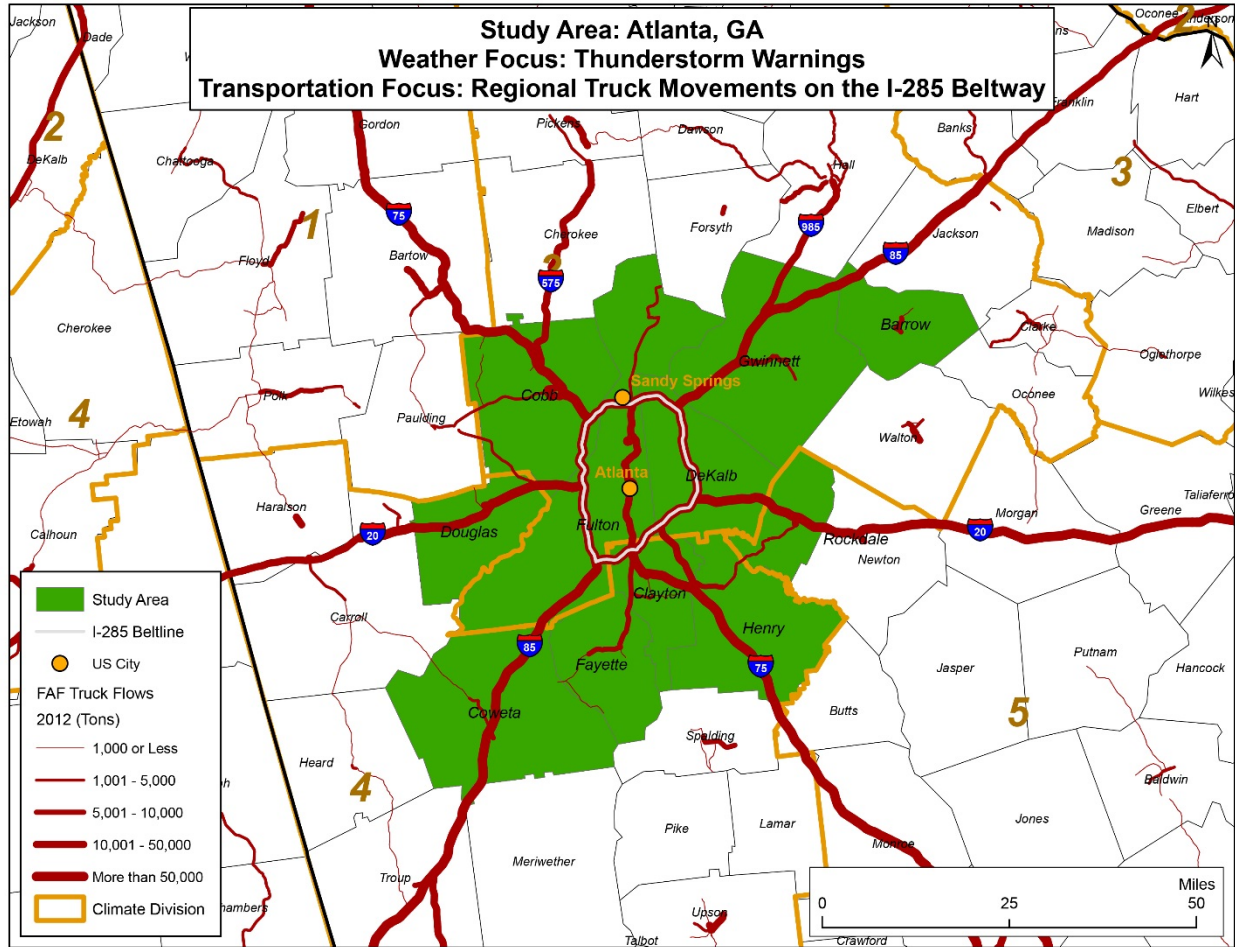 Study Area: Atlanta, GA
Weather Focus: Thunderstorm Warnings
Transportation Focus: Regional Truck Movements on the I-285 Beltway
N
Jackson
Dade
Oconee
Anderson
2
Gordon
Pickens
Dawson
Franklin
Hart
2
DeKalb
Chattooga
Banks
Hall
3
75
985
Elbert
1
Cherokee
Forsyth
Jackson
Madison
Floyd
Bartow
2
85
575
Cherokee
Barrow
Clarke
Gwinnett
Oglethorpe
Sandy Springs
Cobb
Polk
Oconee
Wilkes
4
Etowah
Paulding
Walton
Atlanta
DeKalb
Taliaferro
Haralson
Morgan
Greene
Calhoun
20
Douglas
Fulton
Rockdale
20
Newton
Clayton
Carroll
Henry
85
Fayette
75
Jasper
Putnam
Hancock
Coweta
Butts
5
Spalding
Heard
4
Baldwin
Pike
Lamar
Jones
Meriwether
Monroe
Troup
Chambers
Upson
Talbot
Crawford
Study Area
I-285 Beltline
US City
FAF Truck Flows
2012 (Tons)
1,000 or Less
1,001 - 5,000
5,001 - 10,000
10,001 - 50,000
More than 50,000
Climate Division
Miles
0 25 50